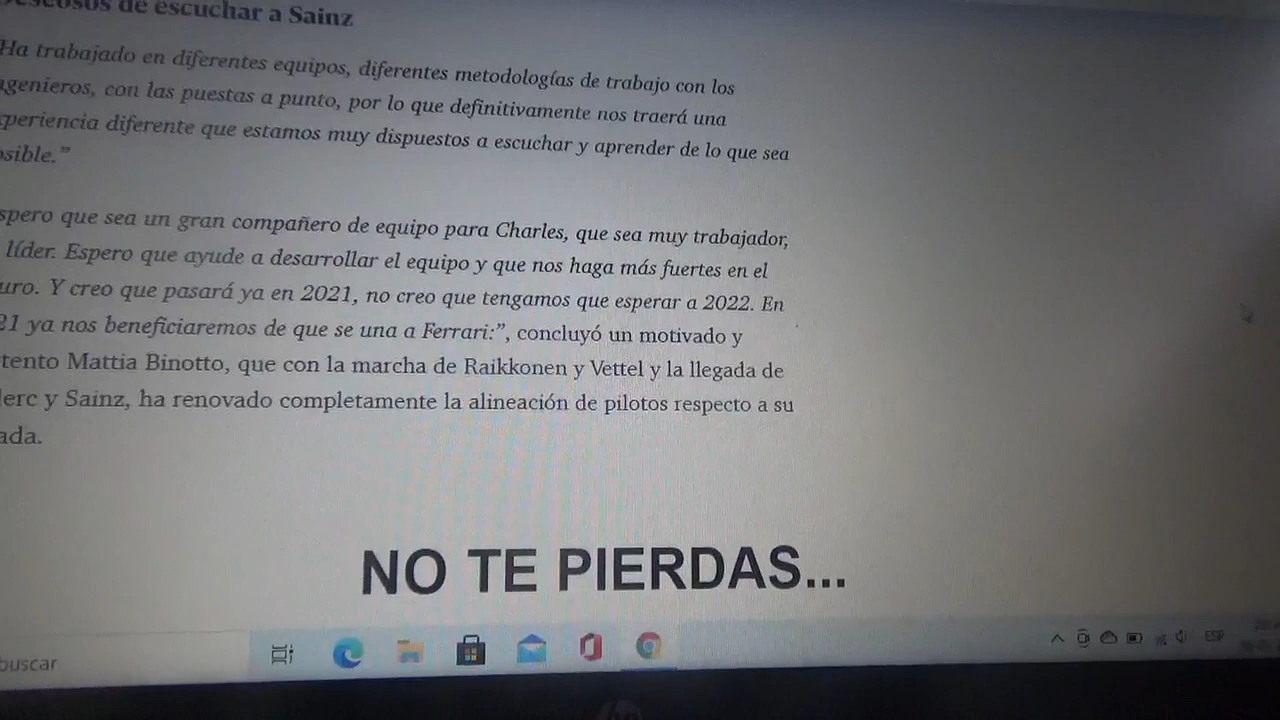 de escuchar a Sainz
Ha trabajado en diferentes equipos, diferentes metodologías de trabajo con los
genieros, con las puestas a punto, por lo que definitivamente nos traerá una
periencia diferente que estamos muy dispuestos a escuchar y aprender de lo que sea
sible.”
spero que sea un gran compañero de equipo para Charles, que sea muy trabajador,
líder. Espero que ayude a desarrollar el equipo y que nos haga más fuertes en el
uro. Y creo que pasará ya en 2021, no creo que tengamos que esperar a 2022. En
21 ya nos beneficiaremos de que se una a Ferrari:”, concluyó un motivado y
tento Mattia Binotto, que con la marcha de Raikkonen y Vettel y la llegada de
lerc y Sainz, ha renovado completamente la alineación de pilotos respecto a su
ada.
NO TE PIERDAS...
buscar
ESP